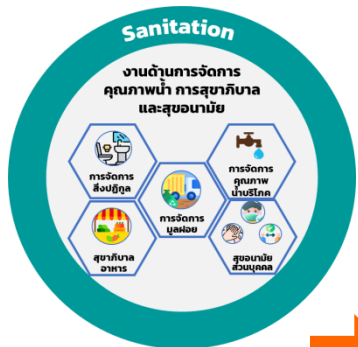 Sanitation
งานด้านการจัดการ
คุณภาพน้ำ การสุขาภิบาล
และสุขอนามัย
การจัดการ
สิ่งปฏิกูล
การจัดการ
คุณภาพ
น้ำบริโภค
การจัดการ
มูลฝอย
สุขาภิบาล
อาหาร
สุขอนามัย
ส่วนบุคคล